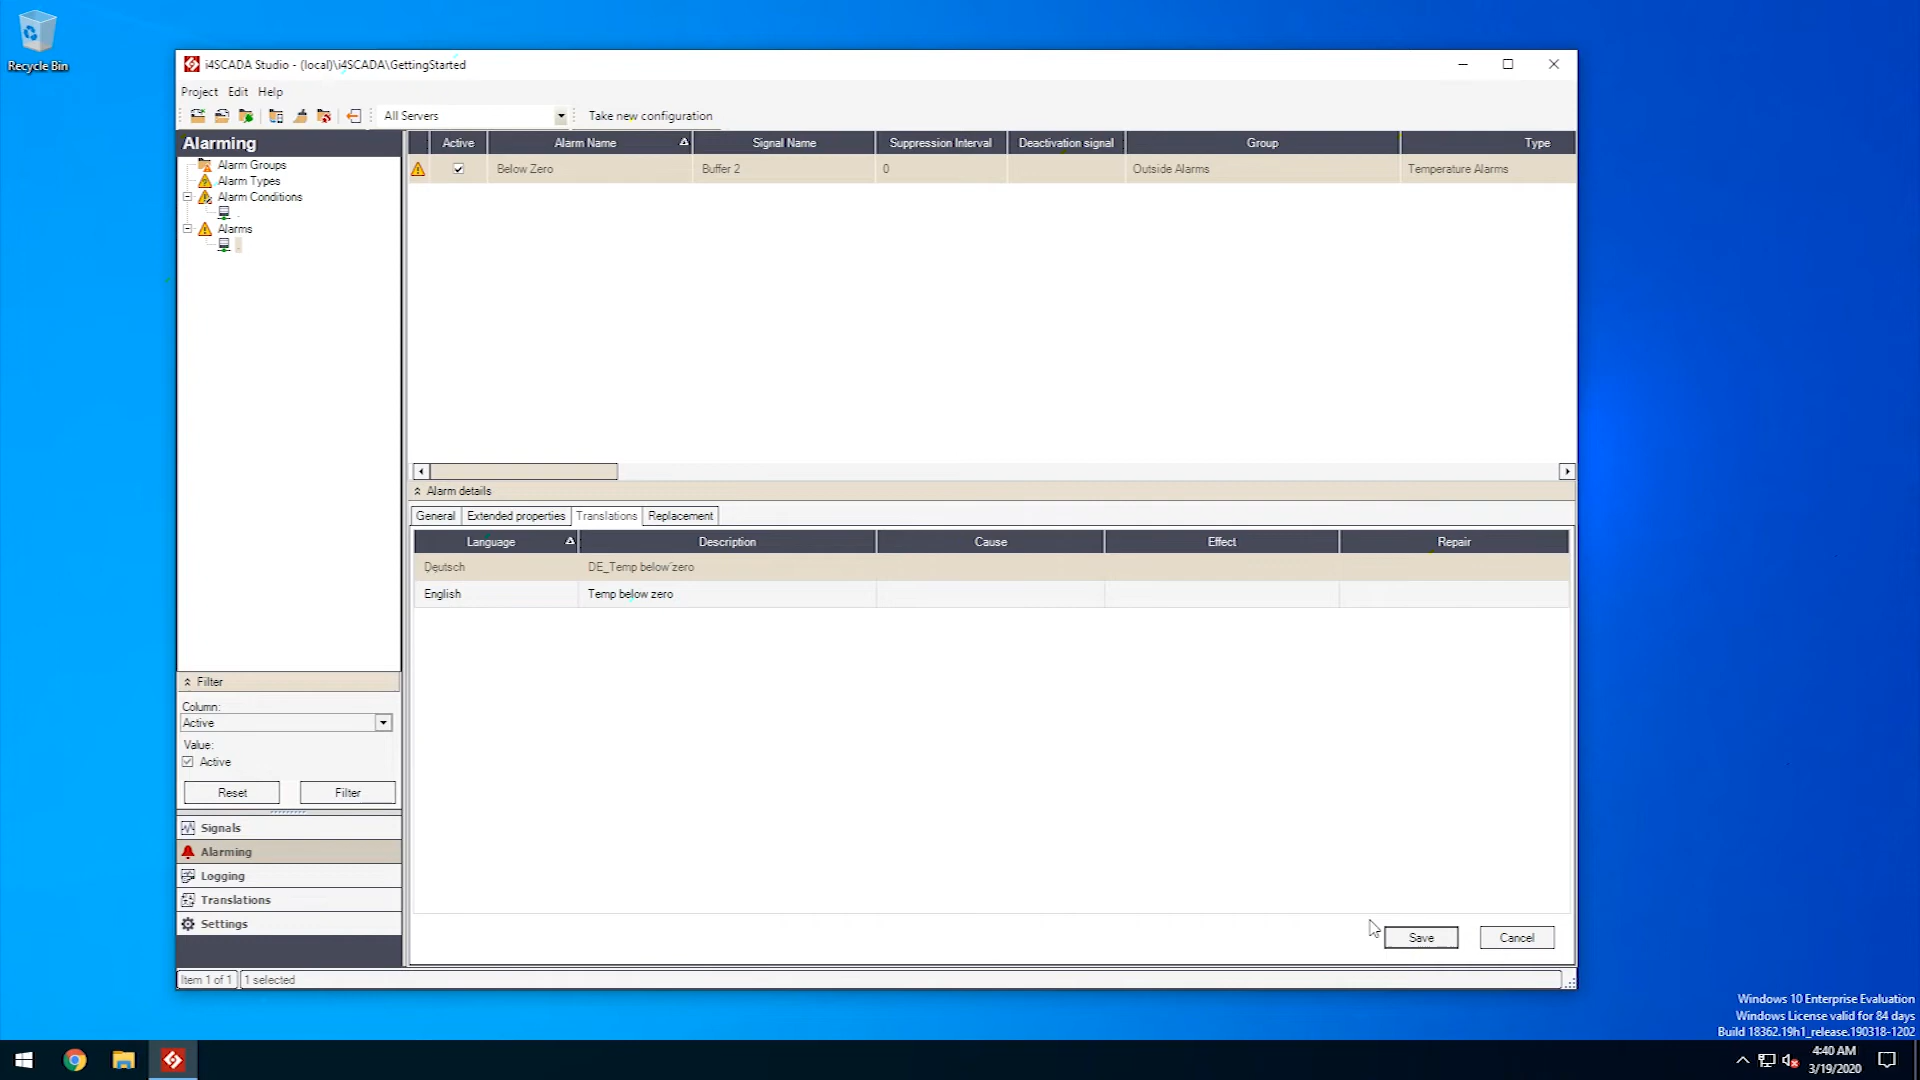 Recycle Bin
i4SCADA Studio - (local)\i4SCADA\GettingStarted
Project Edit Help
All Servers Take new configuration
Alarming
Alarm Groups
Alarm Types
Alarm Conditions
Alarms
Active Alarm Name Signal Name Suppression Interval Deactivation signal Group Type
Below Zero Buffer 2 0 Outside Alarms Temperature Alarms
Alarm details
General Extended properties Translations Replacement
Language Description Cause Effect Repair
Deutsch DE_Temp below zero
English Temp below zero
Filter
Column:
Active
Value:
Active
Reset Filter
Signals
Alarming
Logging
Translations
Settings
Save Cancel
Item 1 of 1 1 selected
Windows 10 Enterprise Evaluation
Windows License valid for 84 days
Build 18362.19h1_release.190318-1202
4:40 AM
3/19/2020